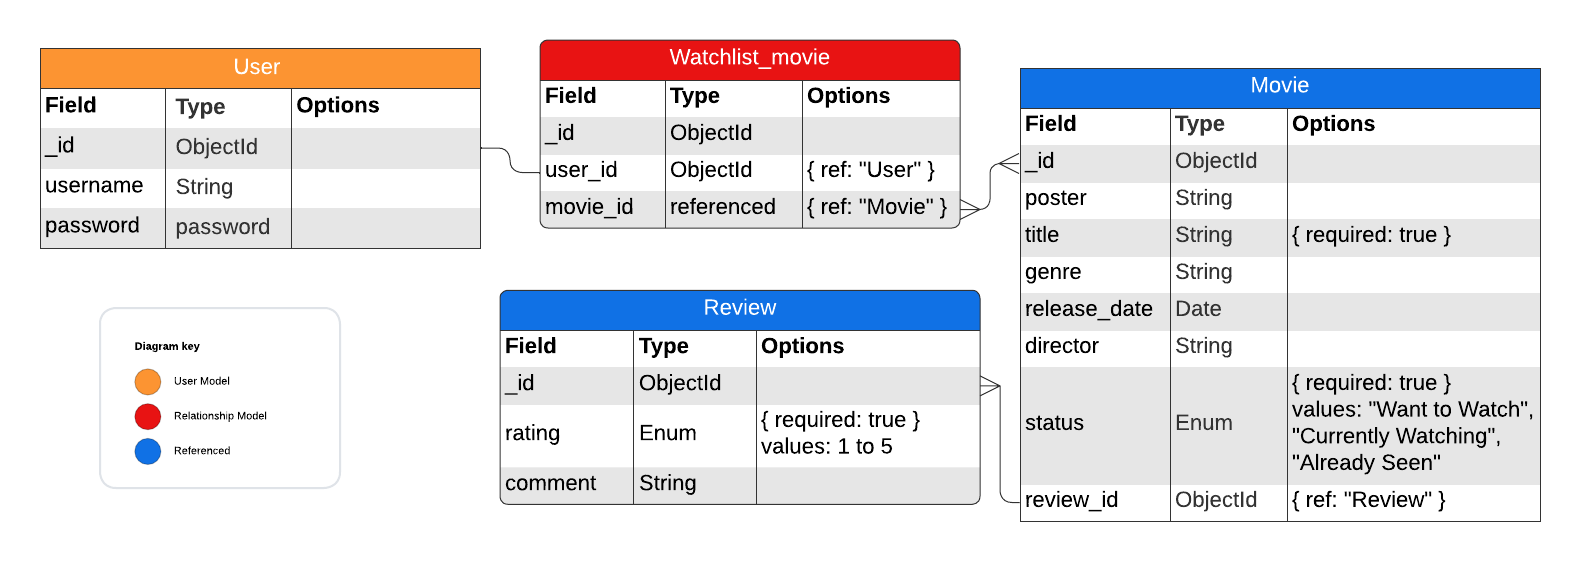 User
Field Type Options
_id ObjectId
username String
password password
Watchlist_movie
Field Type Options
_id ObjectId
user_id ObjectId { ref: "User" }
movie_id referenced { ref: "Movie" }
Movie
Field Type Options
_id ObjectId
poster String
title String { required: true }
genre String
release_date Date
director String
status Enum { required: true }
values: "Want to Watch",
"Currently Watching",
"Already Seen"
review_id ObjectId { ref: "Review" }
Review
Field Type Options
_id ObjectId
rating Enum { required: true }
values: 1 to 5
comment String
Diagram key
User Model
Relationship Model
Referenced